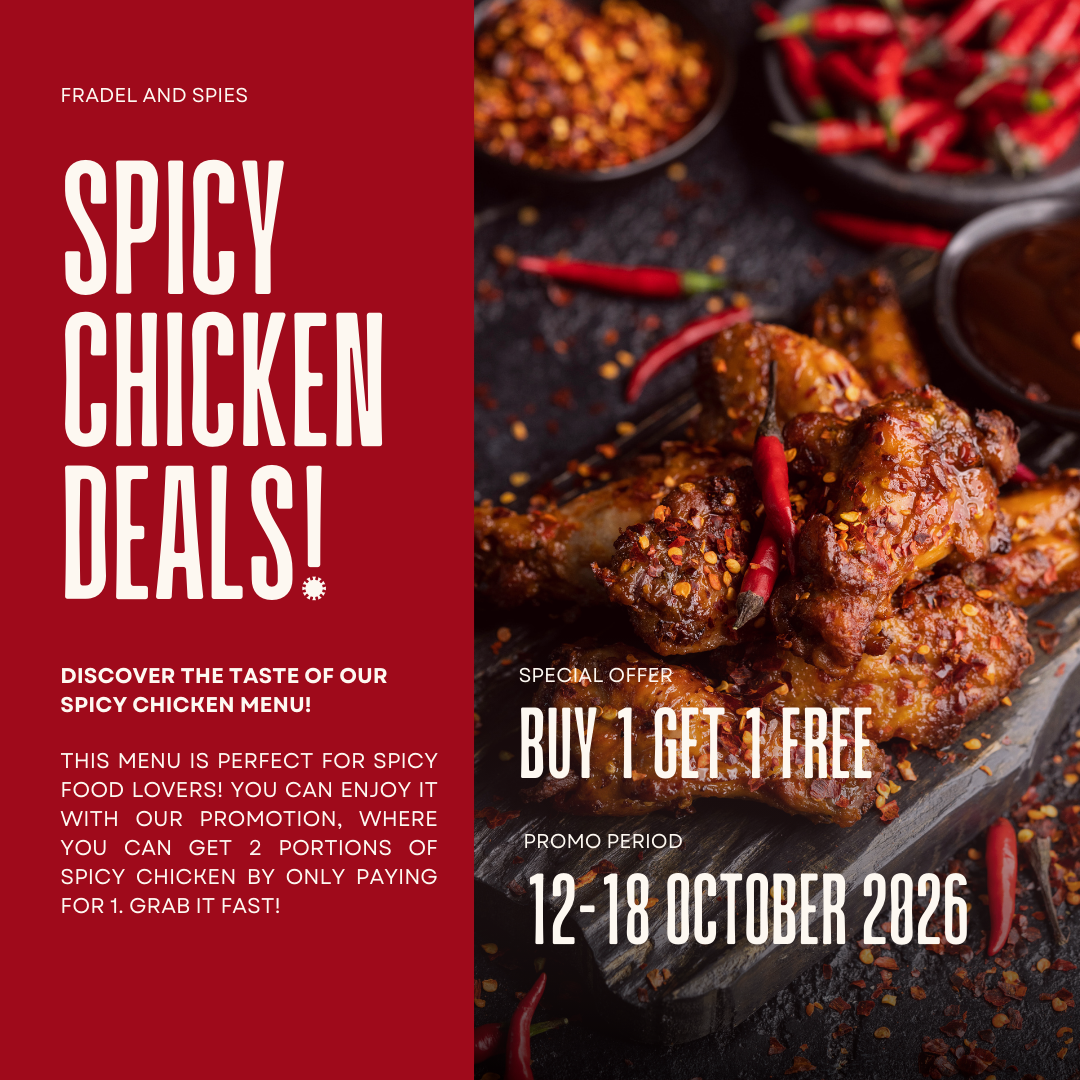 FRADEL AND SPIES
SPICY
CHICKEN
DEALS!
DISCOVER THE TASTE OF OUR
SPICY CHICKEN MENU!
THIS MENU IS PERFECT FOR SPICY
FOOD LOVERS! YOU CAN ENJOY IT
WITH OUR PROMOTION, WHERE
YOU CAN GET 2 PORTIONS OF
SPICY CHICKEN BY ONLY PAYING
FOR 1. GRAB IT FAST!
SPECIAL OFFER
BUY 1 GET 1 FREE
PROMO PERIOD
12-18 OCTOBER 2026